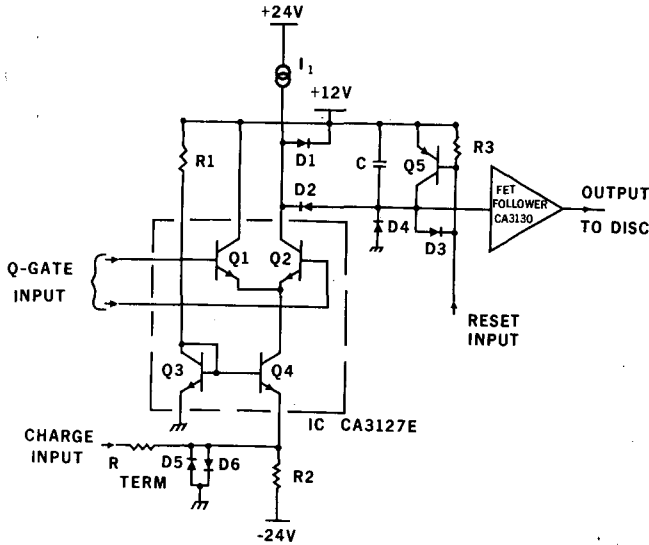 +24V
I1
+12V
R1
D1
C
Q5
R3
D2
FET
FOLLOWER
CA3130
OUTPUT
TO DISC
D4
D3
Q1
Q2
Q-GATE
INPUT
RESET
INPUT
Q3
Q4
IC CA3127E
CHARGE
INPUT
R
TERM
D5
D6
R2
-24V